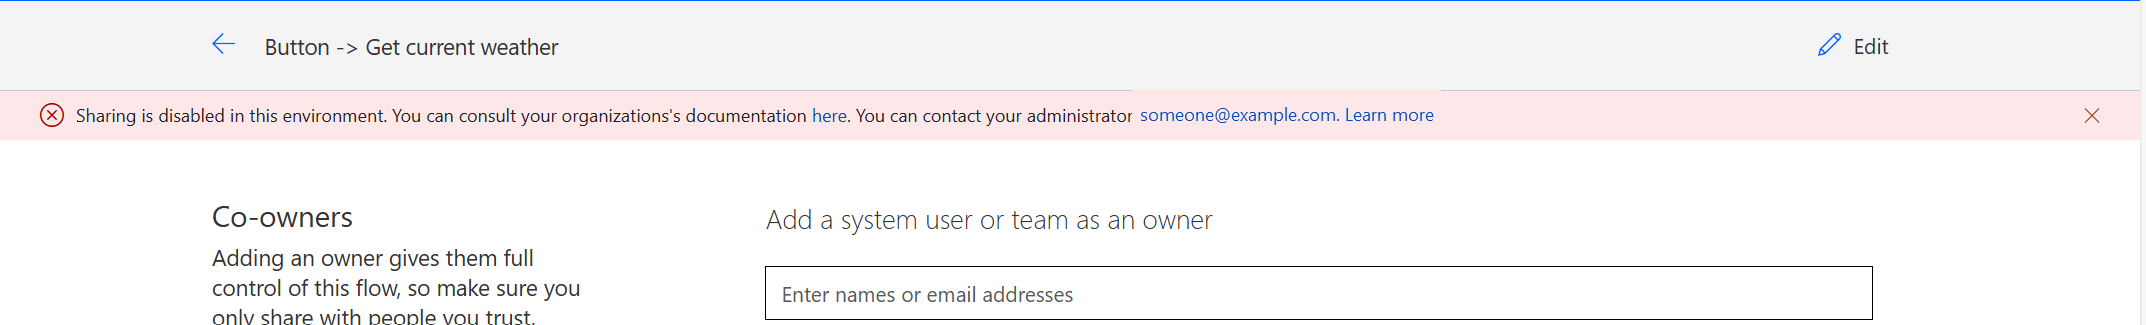 Button -> Get current weather
Edit
Sharing is disabled in this environment. You can consult your organizations's documentation here. You can contact your administrator someone@example.com. Learn more
Co-owners
Adding an owner gives them full
control of this flow, so make sure you
only share with people you trust.
Add a system user or team as an owner
Enter names or email addresses